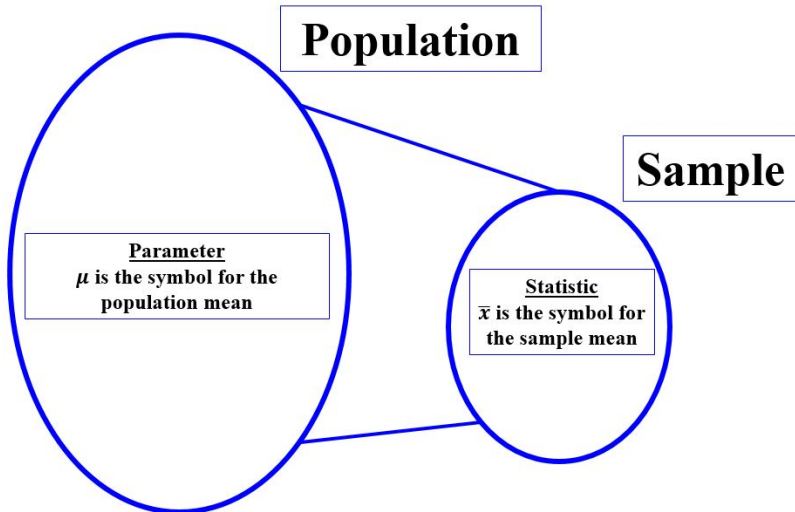 Population
Sample
Parameter
μ is the symbol for the
population mean
Statistic
x̅ is the symbol for
the sample mean